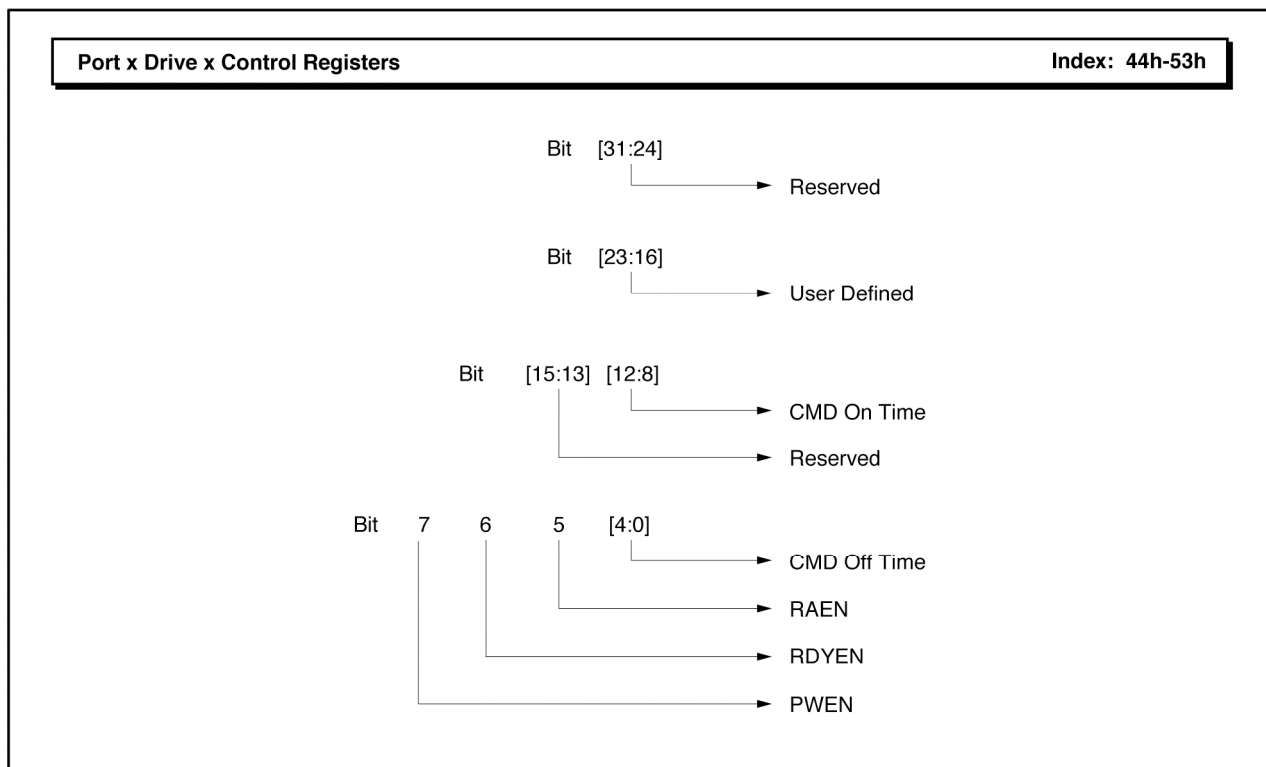 Port x Drive x Control Registers Index: 44h-53h
Bit [31:24]
Reserved
Bit [23:16]
User Defined
Bit [15:13] [12:8]
CMD On Time
Reserved
Bit 7 6 5 [4:0]
CMD Off Time
RAEN
RDYEN
PWEN